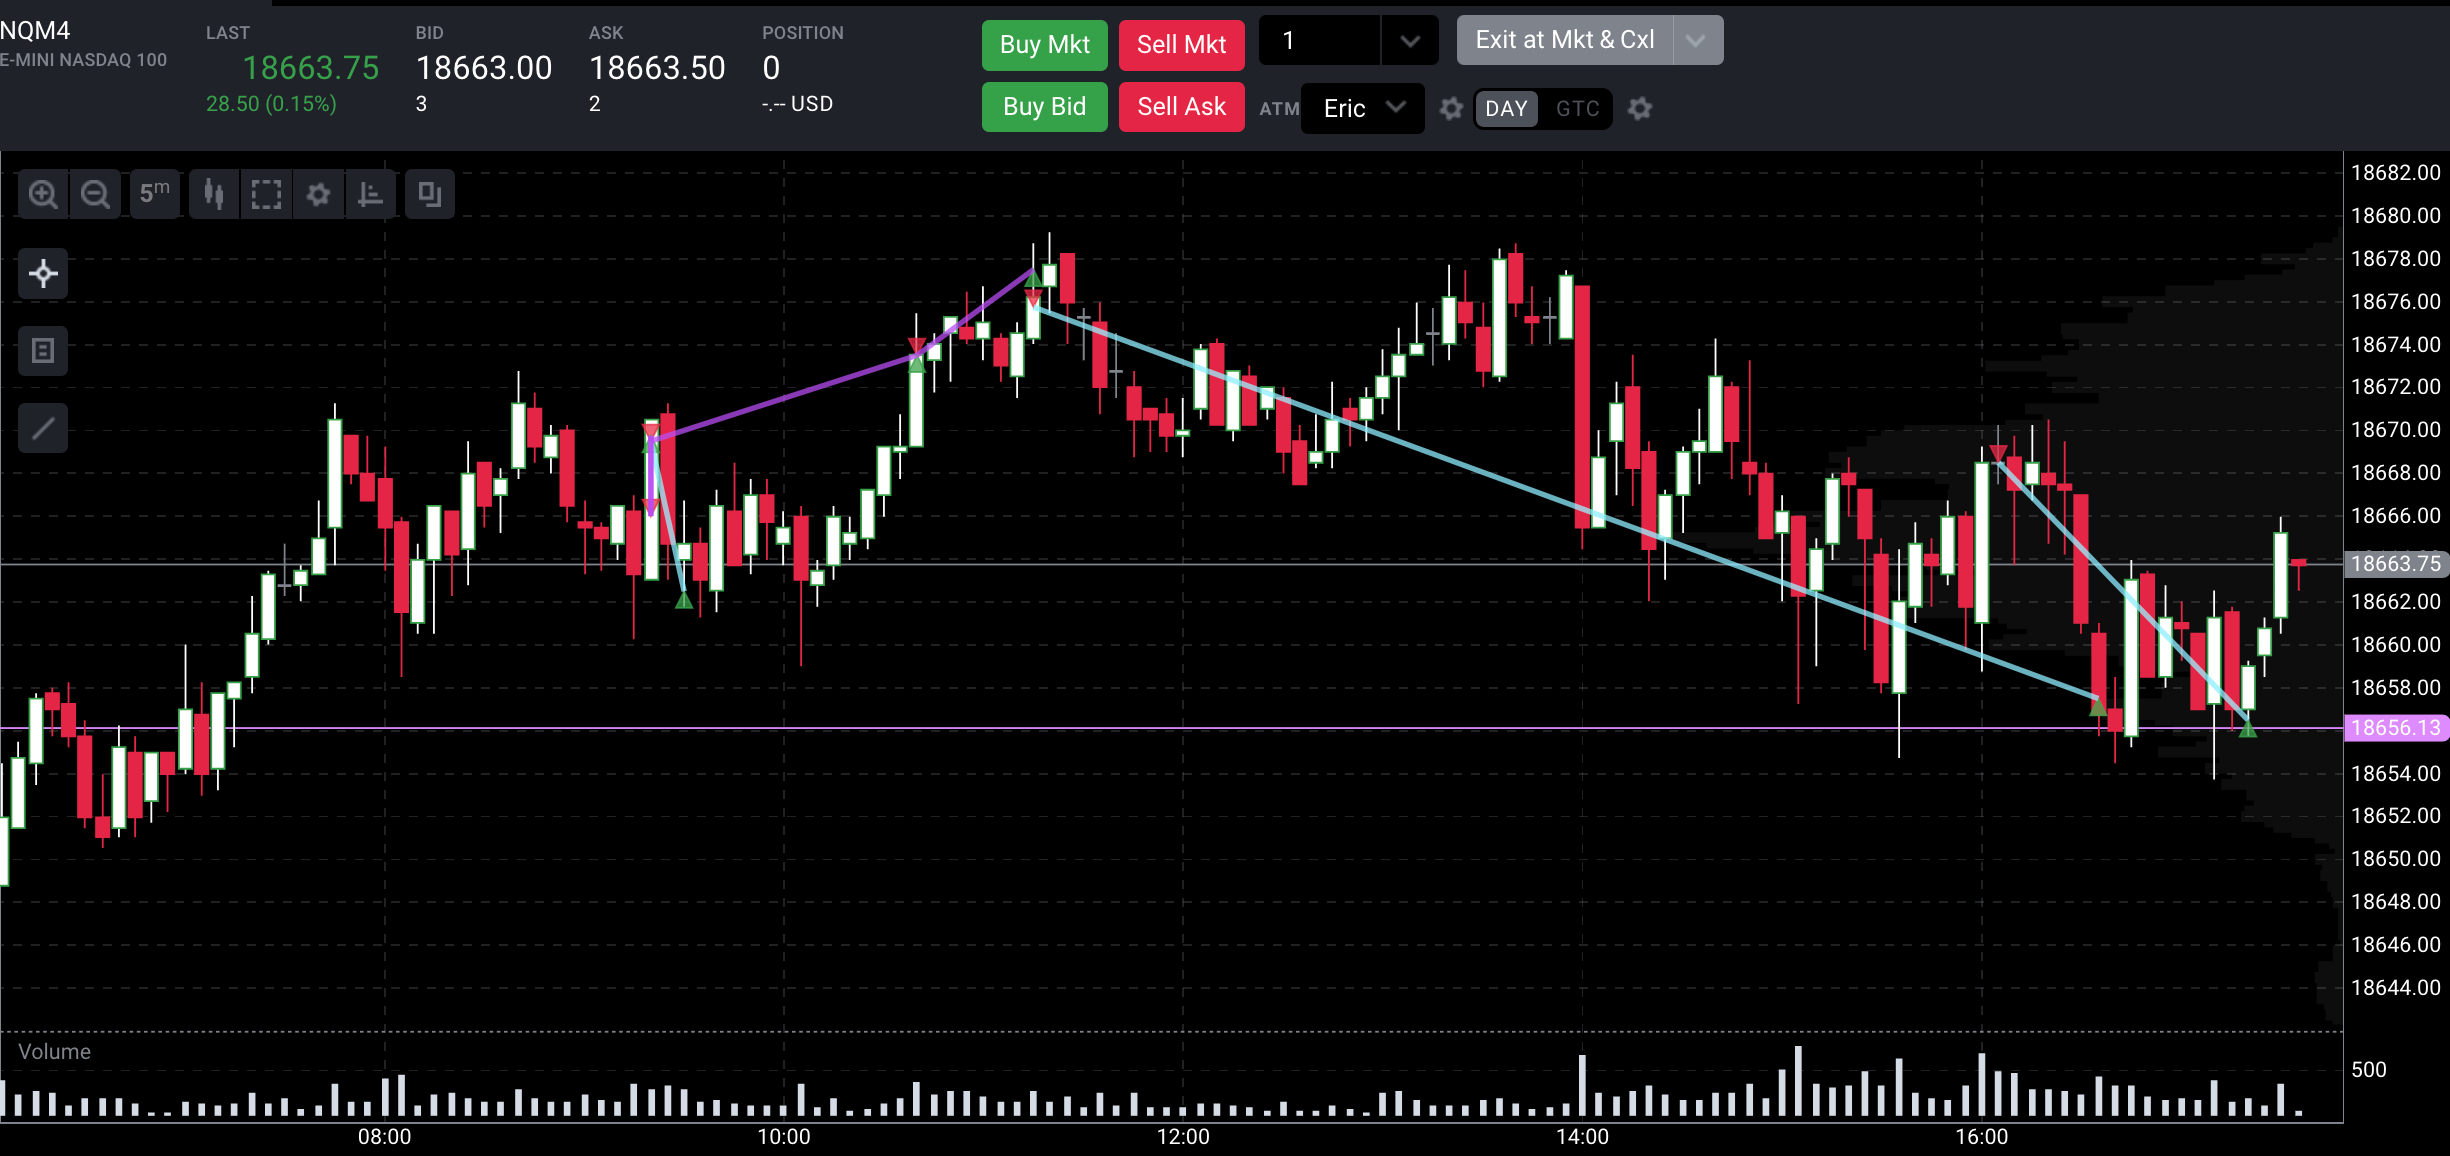 NQM4
E-MINI NASDAQ 100
LAST
18663.75
28.50 (0.15%)
BID
18663.00
3
ASK
18663.50
2
POSITION
0
-.-- USD
Buy Mkt
Sell Mkt
1
Exit at Mkt & Cxl
Buy Bid
Sell Ask
ATM
Eric
DAY
GTC
5m
18682.00
18680.00
18678.00
18676.00
18674.00
18672.00
18670.00
18668.00
18666.00
18663.75
18662.00
18660.00
18658.00
18656.13
18654.00
18652.00
18650.00
18648.00
18646.00
18644.00
Volume
500
08:00
10:00
12:00
14:00
16:00